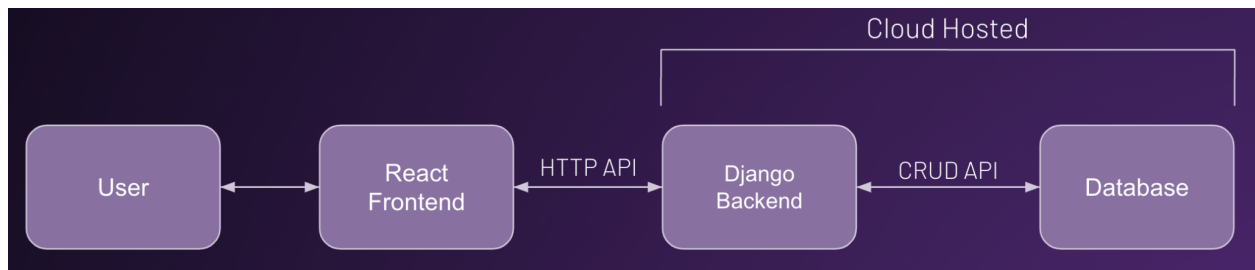 Cloud Hosted
User
React
Frontend
HTTP API
Django
Backend
CRUD API
Database